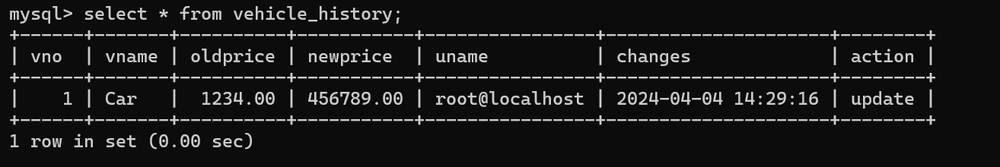 mysql> select * from vehicle_history;
+------+-------+-----------+------------+----------------+---------------------+--------+
| vno  | vname | oldprice | newprice  | uname          | changes             | action |
+------+-------+-----------+------------+----------------+---------------------+--------+
|    1 | Car   |  1234.00 | 456789.00 | root@localhost | 2024-04-04 14:29:16 | update |
+------+-------+-----------+------------+----------------+---------------------+--------+
1 row in set (0.00 sec)